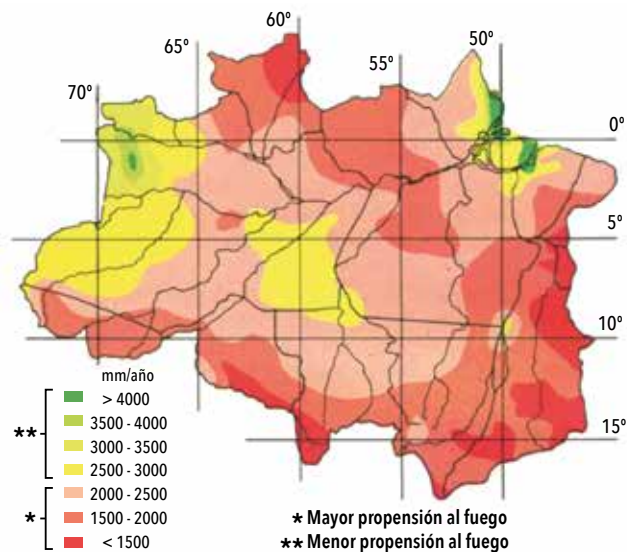 60º
65º
50º
55º
70º
0º
5º
10º
mm/año
> 4000
3500 - 4000
** 3000 - 3500
2500 - 3000
15º
2000 - 2500
* 1500 - 2000
< 1500
* Mayor propensión al fuego
** Menor propensión al fuego